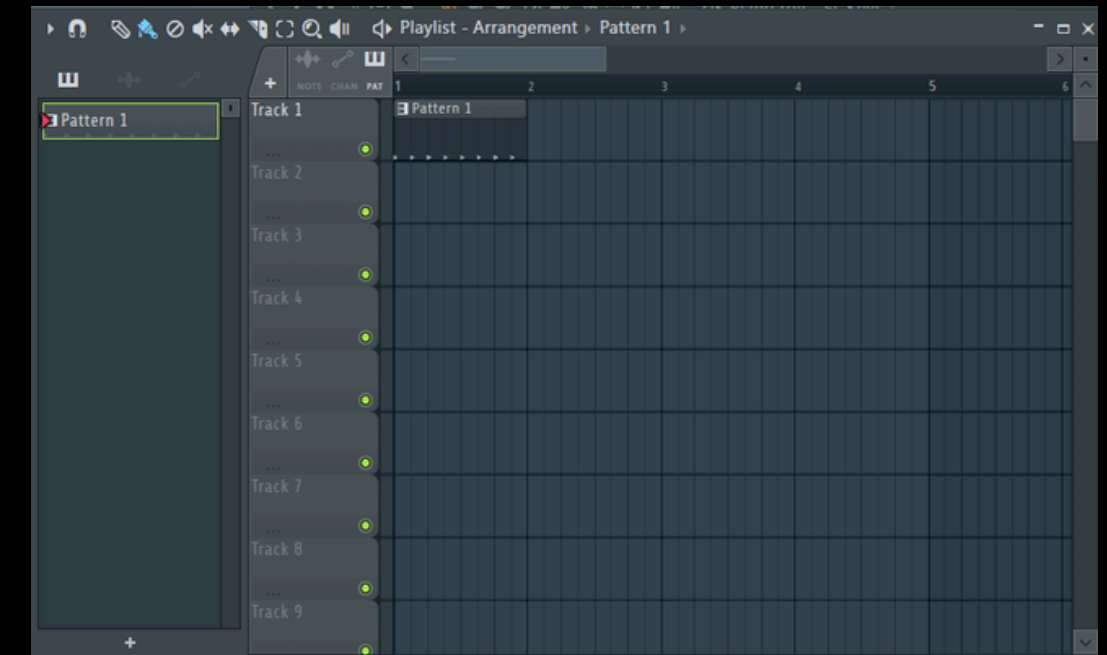 Playlist - Arrangement › Pattern 1 ›
NOTE CHAN PAT
1 2 3 4 5 6
Pattern 1
Track 1
Pattern 1
Track 2
Track 3
Track 4
Track 5
Track 6
Track 7
Track 8
Track 9